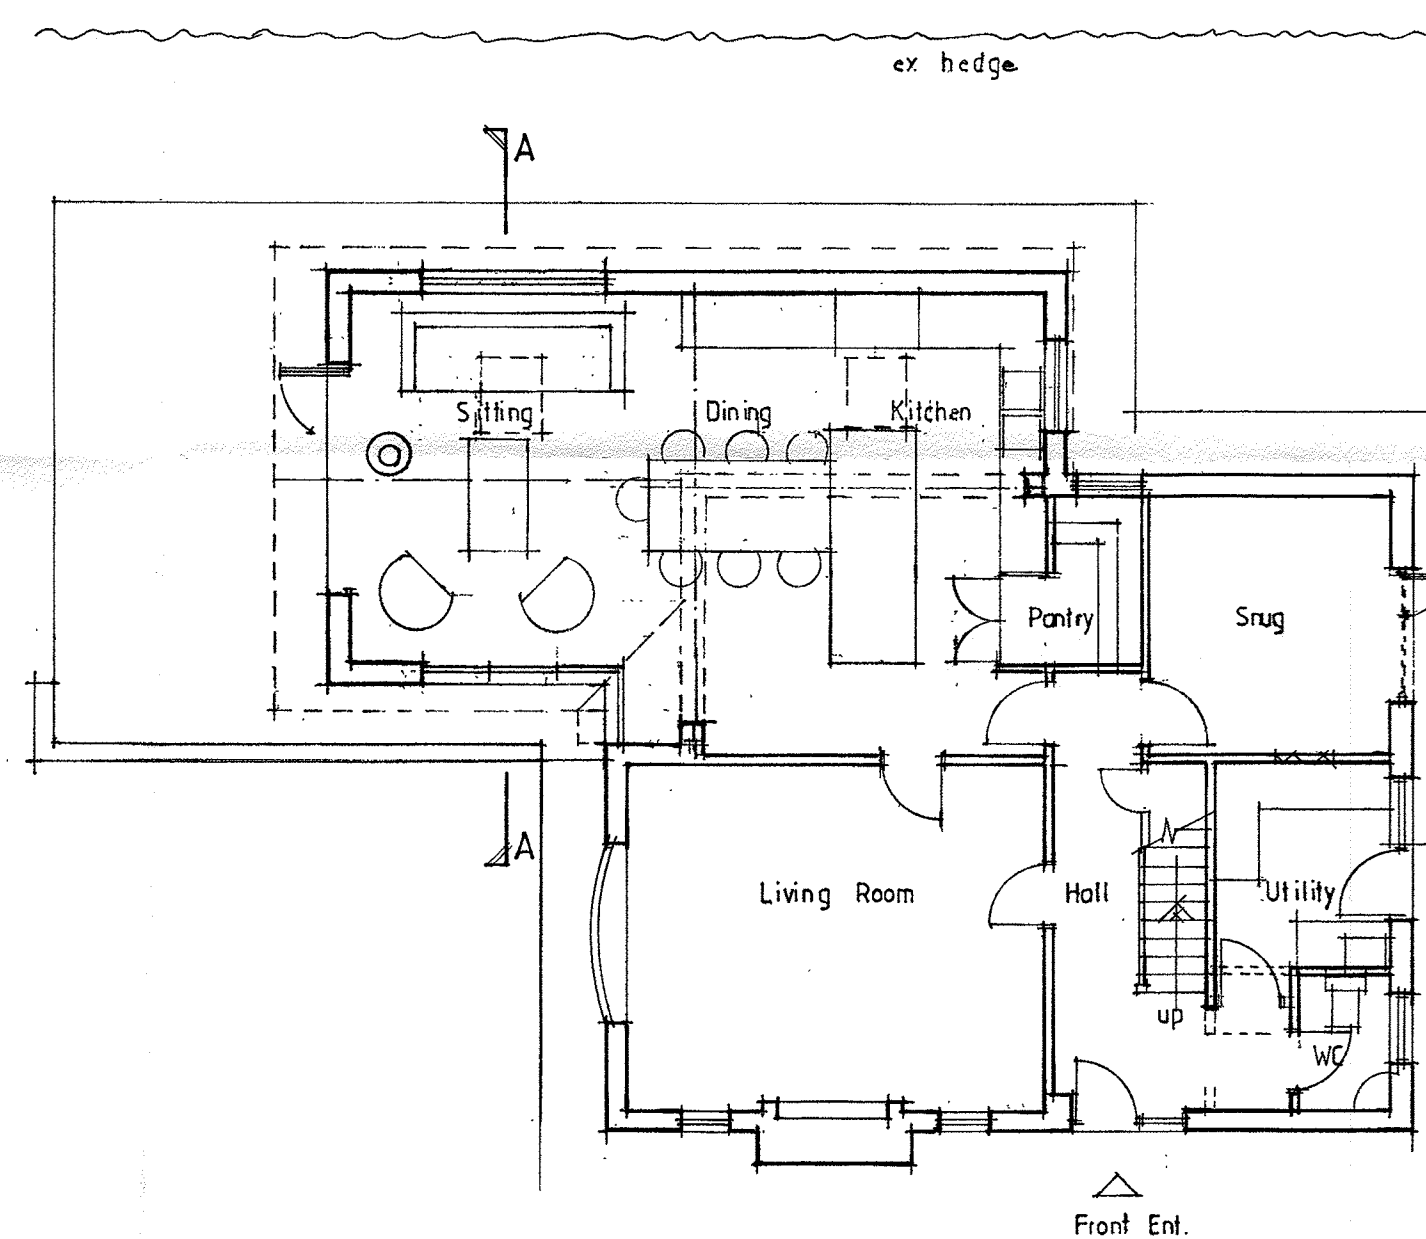 ex hedge
A
Sitting
Dining
Kitchen
Pantry
Snug
A
Living Room
Hall
Utility
up
WC
Front Ent.